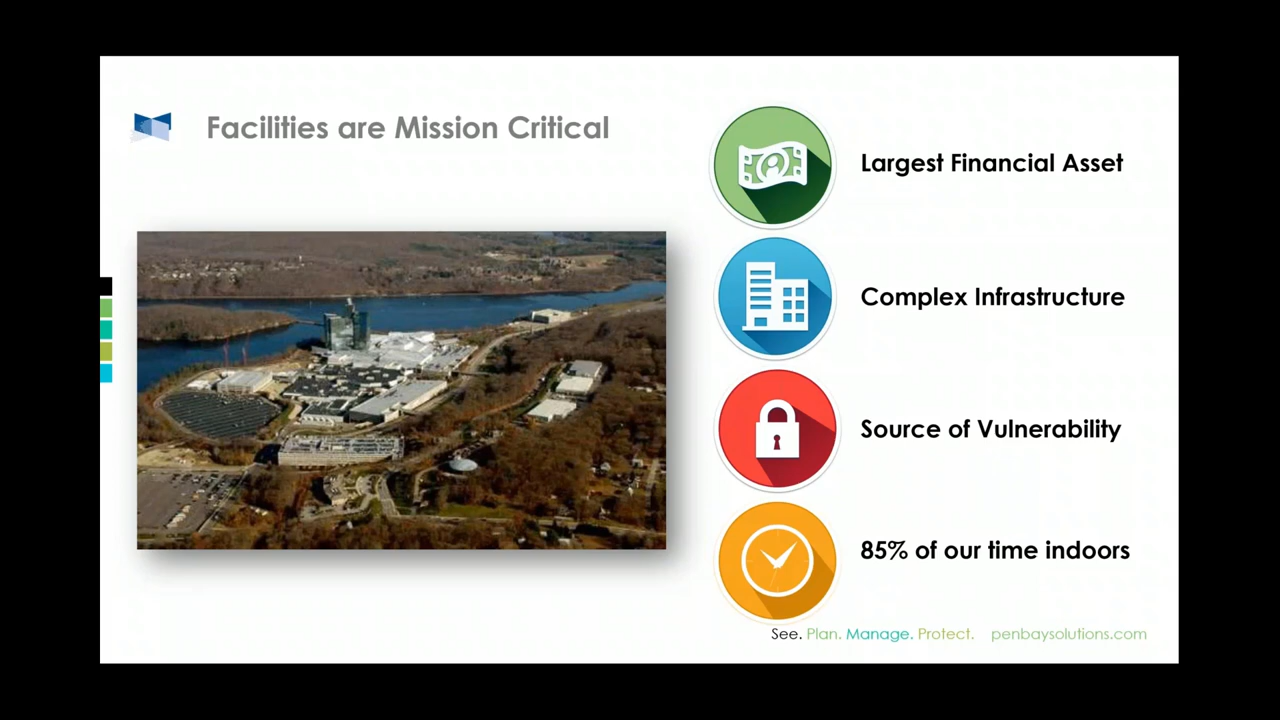 Facilities are Mission Critical
Largest Financial Asset
Complex Infrastructure
Source of Vulnerability
85% of our time indoors
See. Plan. Manage. Protect. penbaysolutions.com